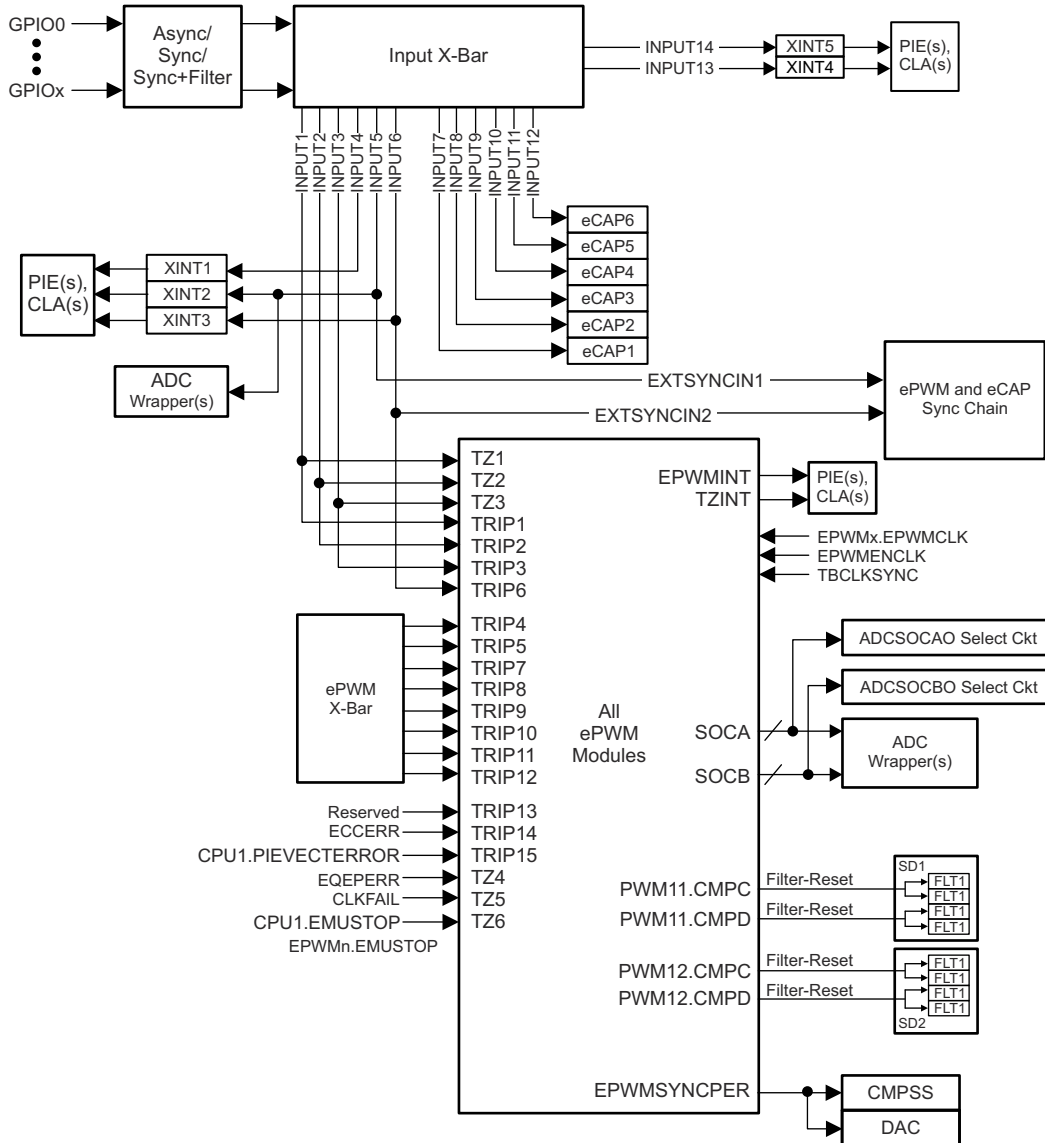 GPIO0
GPIOx
Async/
Sync/
Sync+Filter
Input X-Bar
INPUT14
INPUT13
XINT5
XINT4
PIE(s),
CLA(s)
INPUT1
INPUT2
INPUT3
INPUT4
INPUT5
INPUT6
INPUT7
INPUT8
INPUT9
INPUT10
INPUT11
INPUT12
eCAP6
eCAP5
eCAP4
eCAP3
eCAP2
eCAP1
PIE(s),
CLA(s)
XINT1
XINT2
XINT3
ADC
Wrapper(s)
EXTSYNCIN1
EXTSYNCIN2
ePWM and eCAP
Sync Chain
TZ1
TZ2
TZ3
TRIP1
TRIP2
TRIP3
TRIP6
EPWMINT
TZINT
PIE(s),
CLA(s)
EPWMx.EPWMCLK
EPWMENCLK
TBCLKSYNC
ePWM
X-Bar
TRIP4
TRIP5
TRIP7
TRIP8
TRIP9
TRIP10
TRIP11
TRIP12
All
ePWM
Modules
SOCA
SOCB
ADCSOCAO Select Ckt
ADCSOCBO Select Ckt
ADC
Wrapper(s)
Reserved
ECCERR
CPU1.PIEVECTERROR
EQEPERR
CLKFAIL
CPU1.EMUSTOP
EPWMn.EMUSTOP
TRIP13
TRIP14
TRIP15
TZ4
TZ5
TZ6
PWM11.CMPC
PWM11.CMPD
PWM12.CMPC
PWM12.CMPD
Filter-Reset
Filter-Reset
Filter-Reset
Filter-Reset
SD1
FLT1
FLT1
FLT1
FLT1
FLT1
FLT1
FLT1
FLT1
SD2
EPWMSYNCPER
CMPSS
DAC